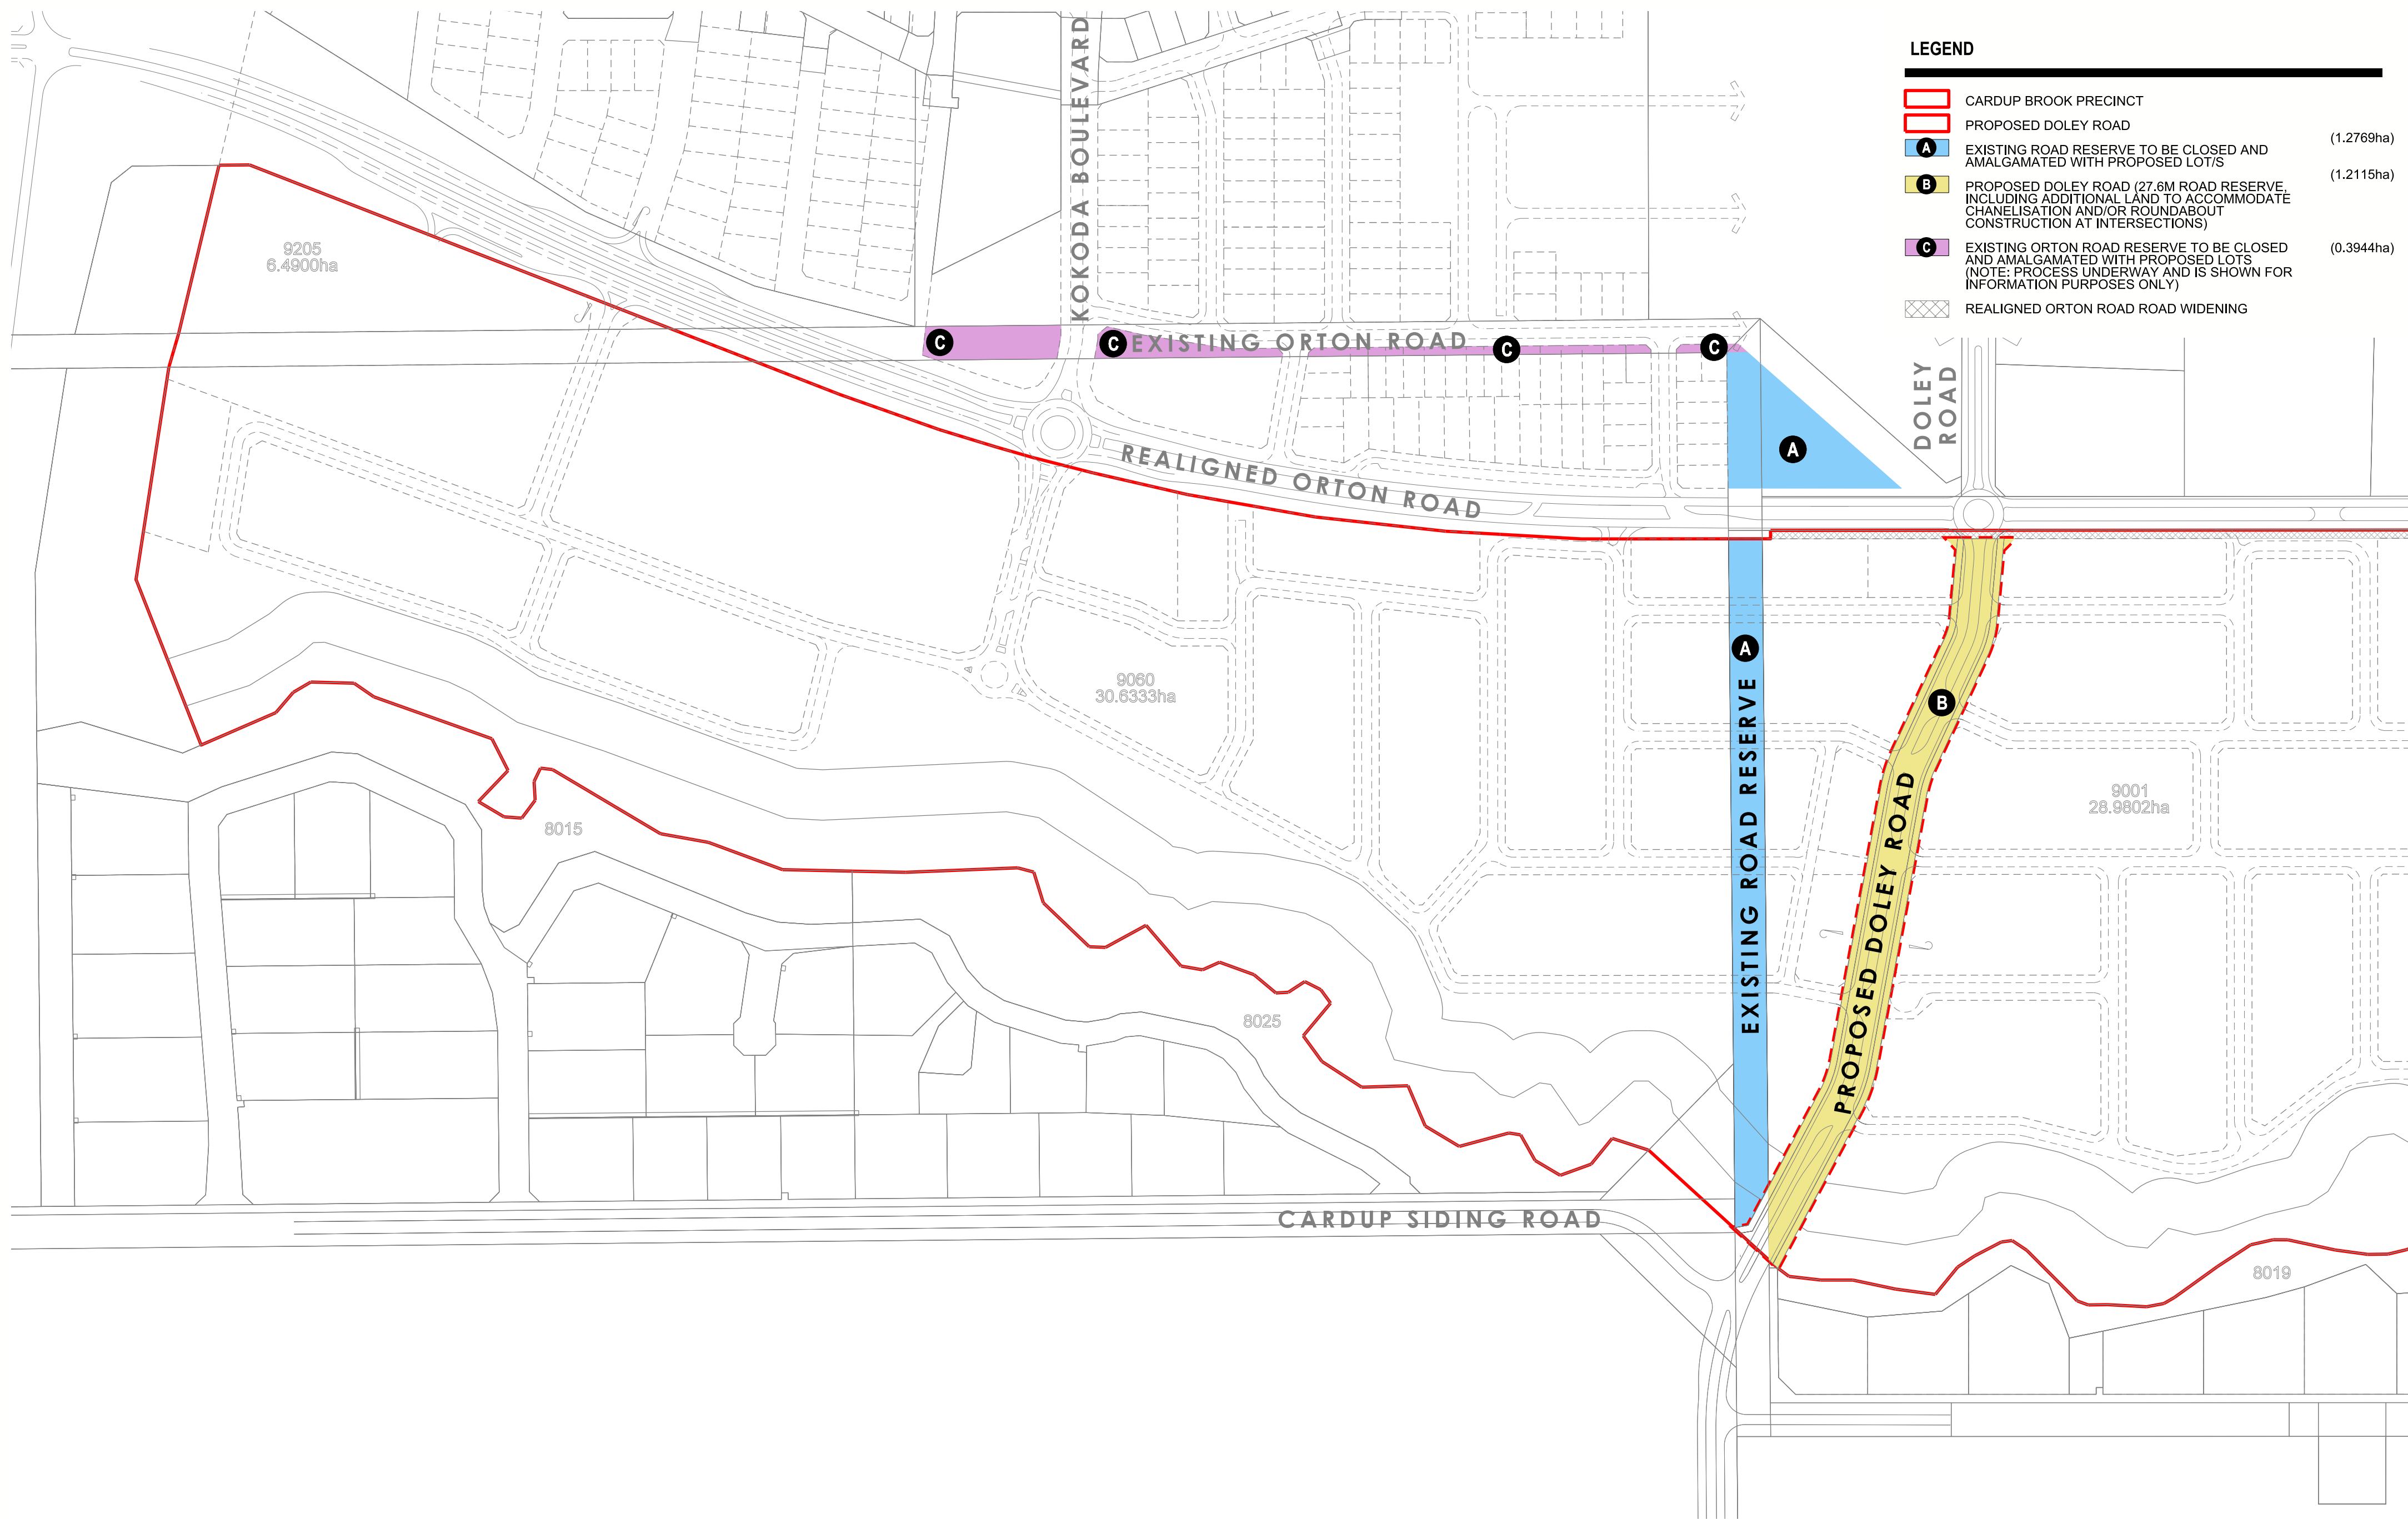 LEGEND
CARDUP BROOK PRECINCT
PROPOSED DOLEY ROAD
(1.2769ha)
A
EXISTING ROAD RESERVE TO BE CLOSED AND
AMALGAMATED WITH PROPOSED LOT/S
(1.2115ha)
B
PROPOSED DOLEY ROAD (27.6M ROAD RESERVE,
INCLUDING ADDITIONAL LAND TO ACCOMMODATE
CHANELISATION AND/OR ROUNDABOUT
CONSTRUCTION AT INTERSECTIONS)
C
EXISTING ORTON ROAD RESERVE TO BE CLOSED
(0.3944ha)
AND AMALGAMATED WITH PROPOSED LOTS
(NOTE: PROCESS UNDERWAY AND IS SHOWN FOR
INFORMATION PURPOSES ONLY)
REALIGNED ORTON ROAD ROAD WIDENING
KOKODA BOULEVARD
9205
6.4900ha
C
C
EXISTING ORTON ROAD
C
C
DOLEY
ROAD
A
REALIGNED ORTON ROAD
9060
30.6333ha
A
EXISTING ROAD RESERVE
B
PROPOSED DOLEY ROAD
9001
28.9802ha
8015
8025
CARDUP SIDING ROAD
8019